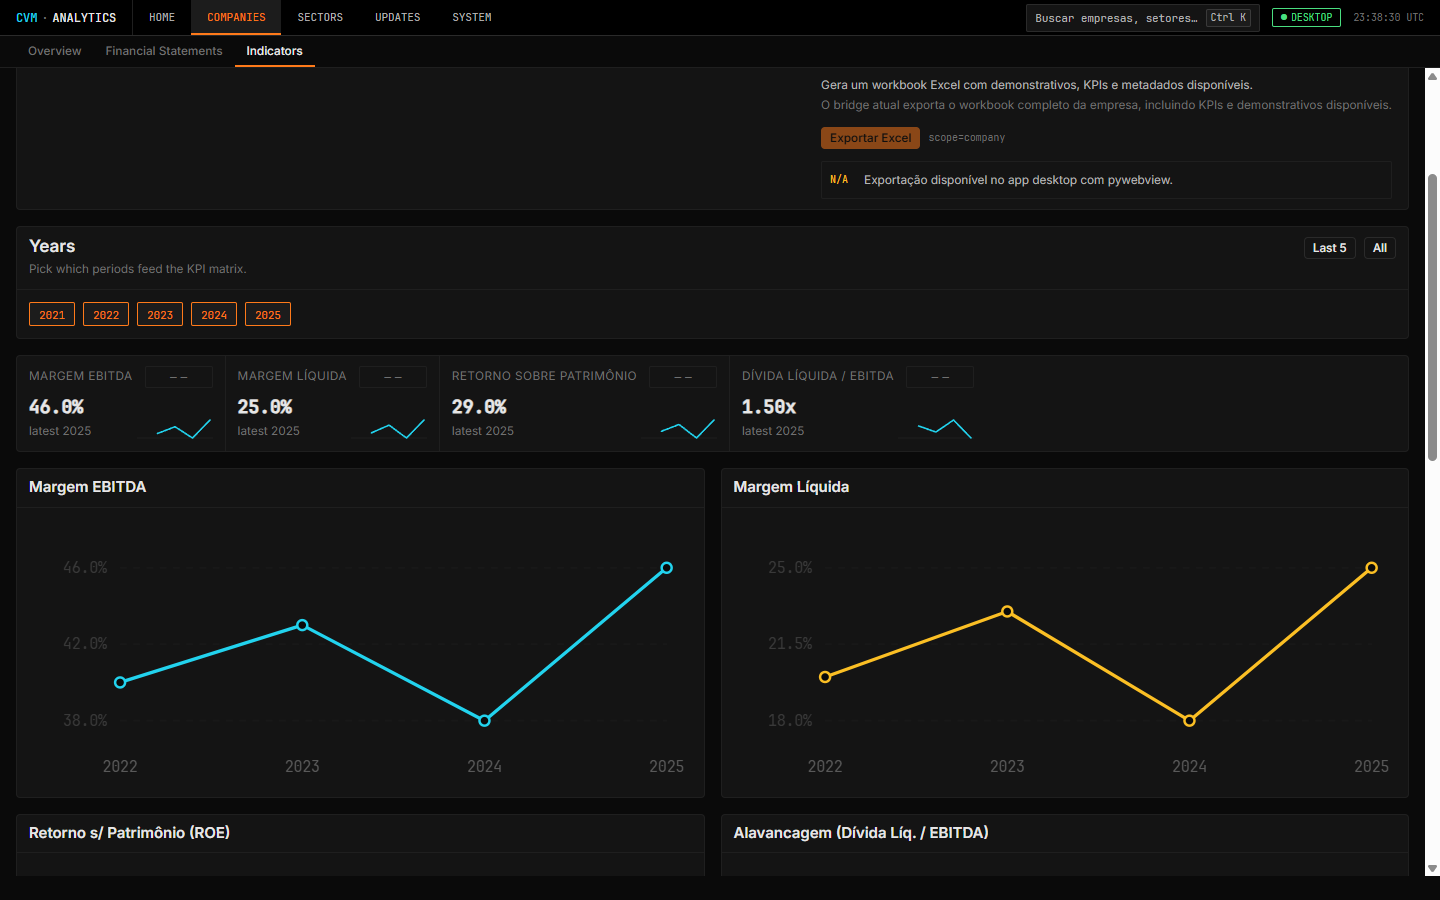 CVM · ANALYTICS HOME COMPANIES SECTORS UPDATES SYSTEM Buscar empresas, setores… Ctrl K DESKTOP 23:38:30 UTC
Overview Financial Statements Indicators
Gera um workbook Excel com demonstrativos, KPIs e metadados disponíveis.
O bridge atual exporta o workbook completo da empresa, incluindo KPIs e demonstrativos disponíveis.
Exportar Excel scope=company
N/A Exportação disponível no app desktop com pywebview.
Years Last 5 All
Pick which periods feed the KPI matrix.
2021 2022 2023 2024 2025
MARGEM EBITDA —— MARGEM LÍQUIDA —— RETORNO SOBRE PATRIMÔNIO —— DÍVIDA LÍQUIDA / EBITDA ——
46.0% 25.0% 29.0% 1.50x
latest 2025 latest 2025 latest 2025 latest 2025
Margem EBITDA
46.0%
42.0%
38.0%
2022 2023 2024 2025
Margem Líquida
25.0%
21.5%
18.0%
2022 2023 2024 2025
Retorno s/ Patrimônio (ROE)
Alavancagem (Dívida Líq. / EBITDA)